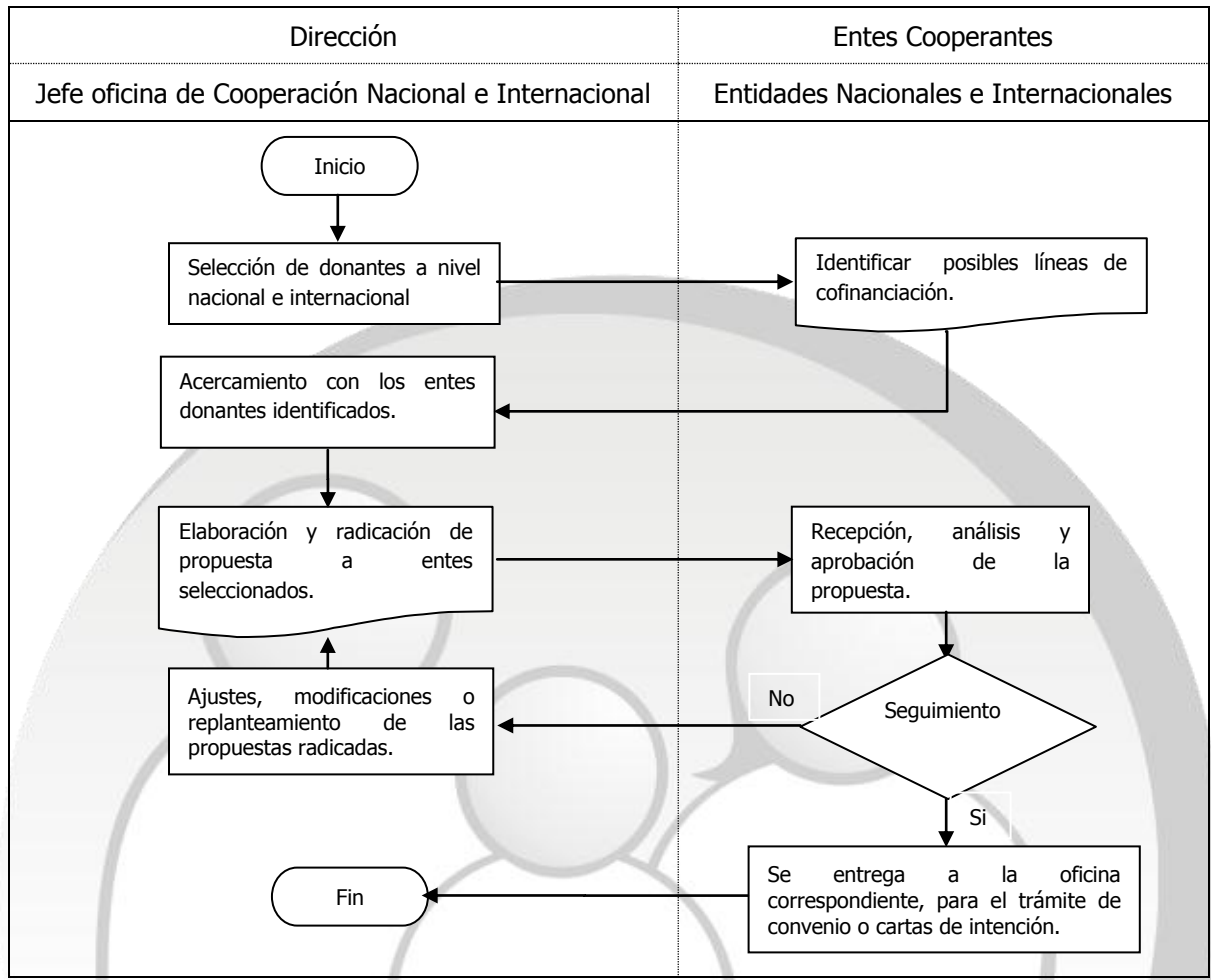 Dirección
Entes Cooperantes
Jefe oficina de Cooperación Nacional e Internacional
Entidades Nacionales e Internacionales
Inicio
Selección de donantes a nivel
nacional e internacional
Identificar posibles líneas de
cofinanciación.
Acercamiento con los entes
donantes identificados.
Elaboración y radicación de
propuesta a entes
seleccionados.
Recepción, análisis y
aprobación de la
propuesta.
Ajustes, modificaciones o
replanteamiento de las
propuestas radicadas.
No
Seguimiento
Si
Se entrega a la oficina
correspondiente, para el trámite de
convenio o cartas de intención.
Fin